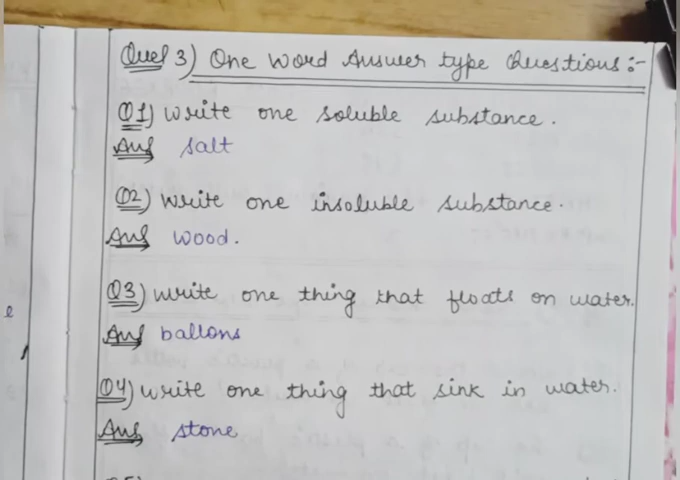 Ques 3) One Word Answer type Questions:-
Q1) Write one soluble substance.
Ans salt
Q2) Write one insoluble substance.
Ans wood.
Q3) Write one thing that floats on water.
Ans ballons
Q4) Write one thing that sink in water.
Ans stone